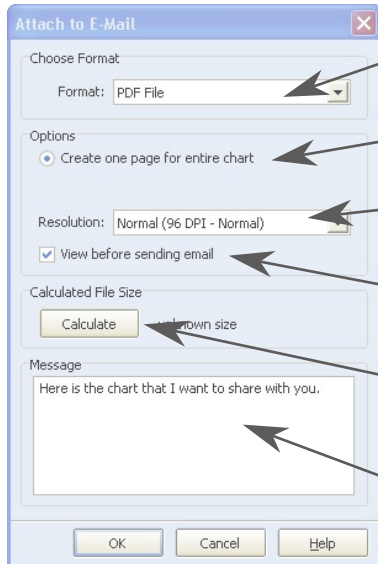 Attach to E-Mail
Choose Format
Format: PDF File
Options
Create one page for entire chart
Resolution: Normal (96 DPI - Normal)
View before sending email
Calculated File Size
Calculate unknown size
Message
Here is the chart that I want to share with you.
OK Cancel Help